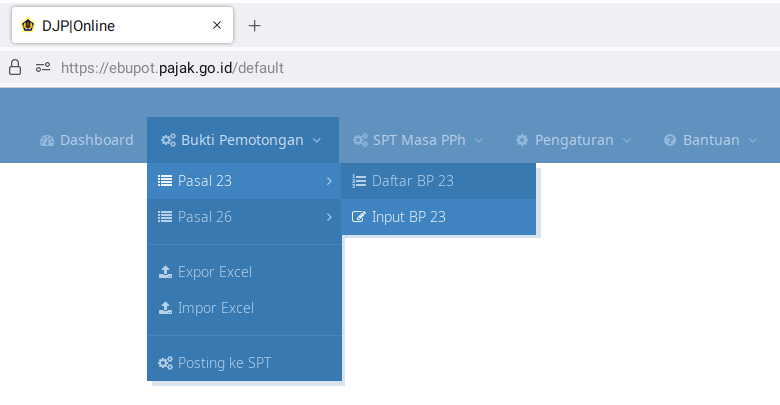 DJP|Online
https://ebupot.pajak.go.id/default
Dashboard Bukti Pemotongan SPT Masa PPh Pengaturan Bantuan
Pasal 23 Daftar BP 23
Pasal 26 Input BP 23
Expor Excel
Impor Excel
Posting ke SPT